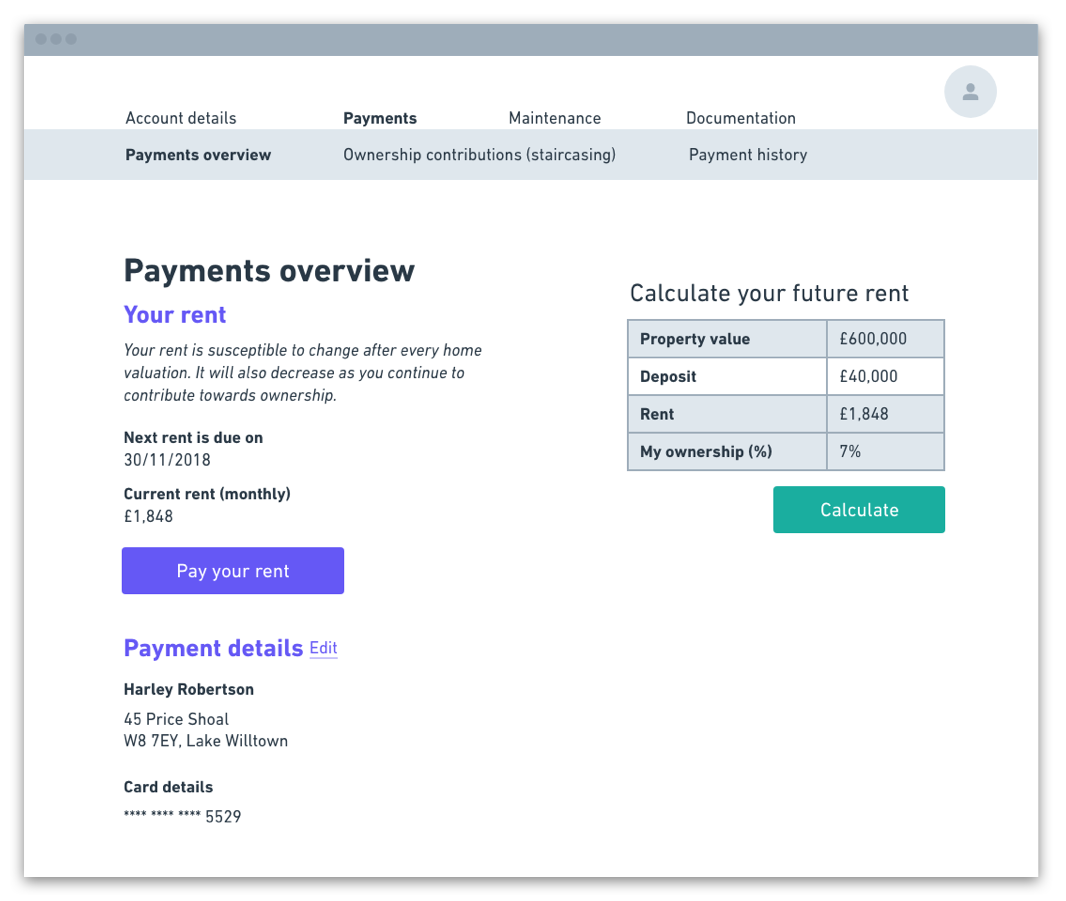 Account details
Payments
Maintenance
Documentation
Payments overview
Ownership contributions (staircasing)
Payment history
Payments overview
Your rent
Your rent is susceptible to change after every home
valuation. It will also decrease as you continue to
contribute towards ownership.
Next rent is due on
30/11/2018
Current rent (monthly)
£1,848
Pay your rent
Payment details Edit
Harley Robertson
45 Price Shoal
W8 7EY, Lake Willtown
Card details
**** **** **** 5529
Calculate your future rent
Property value £600,000
Deposit £40,000
Rent £1,848
My ownership (%) 7%
Calculate